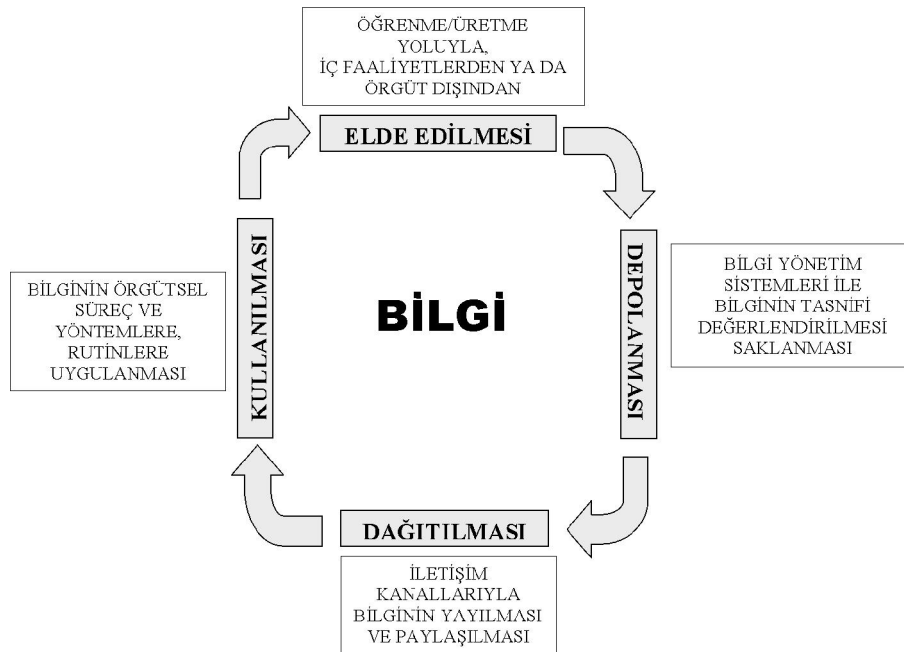 ÖĞRENME/ÜRETME
YOLUYLA,
İÇ FAALİYETLERDEN YA DA
ÖRGÜT DIŞINDAN
ELDE EDİLMESİ
DEPOLANMASI
BİLGİ YÖNETİM
SİSTEMLERİ İLE
BİLGİNİN TASNİFİ
DEĞERLENDİRİLMESİ
SAKLANMASI
DAĞITILMASI
İLETİŞİM
KANALLARIYLA
BİLGİNİN YAYILMASI
VE PAYLAŞILMASI
KULLANILMASI
BİLGİNİN ÖRGÜTSEL
SÜREÇ VE
YÖNTEMLERE,
RUTİNLERE
UYGULANMASI
BİLGİ